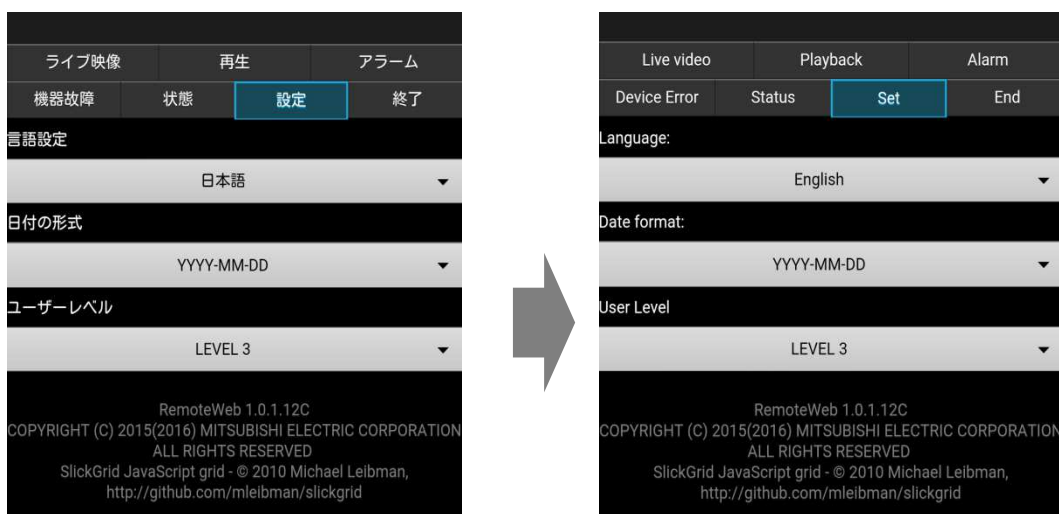 ライブ映像 再生 アラーム
機器故障 状態 設定 終了
言語設定
日本語
日付の形式
YYYY-MM-DD
ユーザーレベル
LEVEL 3
RemoteWeb 1.0.1.12C
COPYRIGHT (C) 2015(2016) MITSUBISHI ELECTRIC CORPORATION
ALL RIGHTS RESERVED
SlickGrid JavaScript grid - © 2010 Michael Leibman,
http://github.com/mleibman/slickgrid
Live video Playback Alarm
Device Error Status Set End
Language:
English
Date format:
YYYY-MM-DD
User Level
LEVEL 3
RemoteWeb 1.0.1.12C
COPYRIGHT (C) 2015(2016) MITSUBISHI ELECTRIC CORPORATION
ALL RIGHTS RESERVED
SlickGrid JavaScript grid - © 2010 Michael Leibman,
http://github.com/mleibman/slickgrid